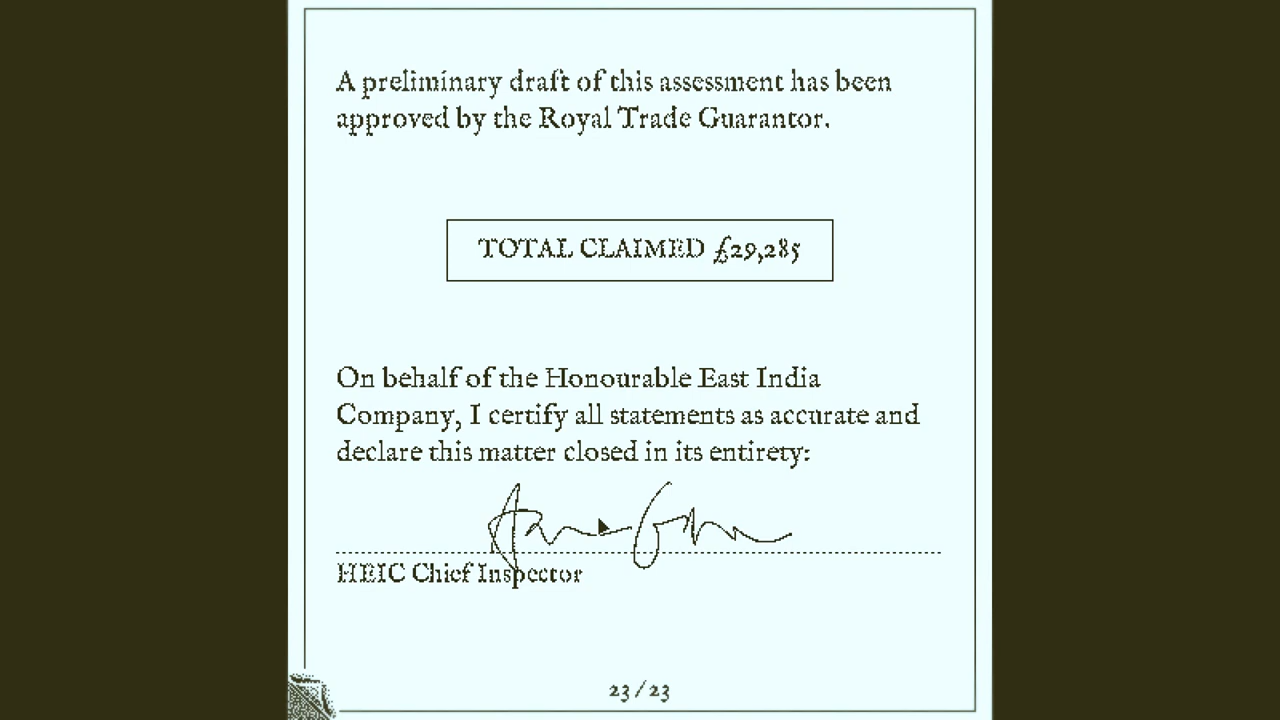 A preliminary draft of this assessment has been
approved by the Royal Trade Guarantor.
TOTAL CLAIMED £29,285
On behalf of the Honourable East India
Company, I certify all statements as accurate and
declare this matter closed in its entirety:
HEIC Chief Inspector
23/23